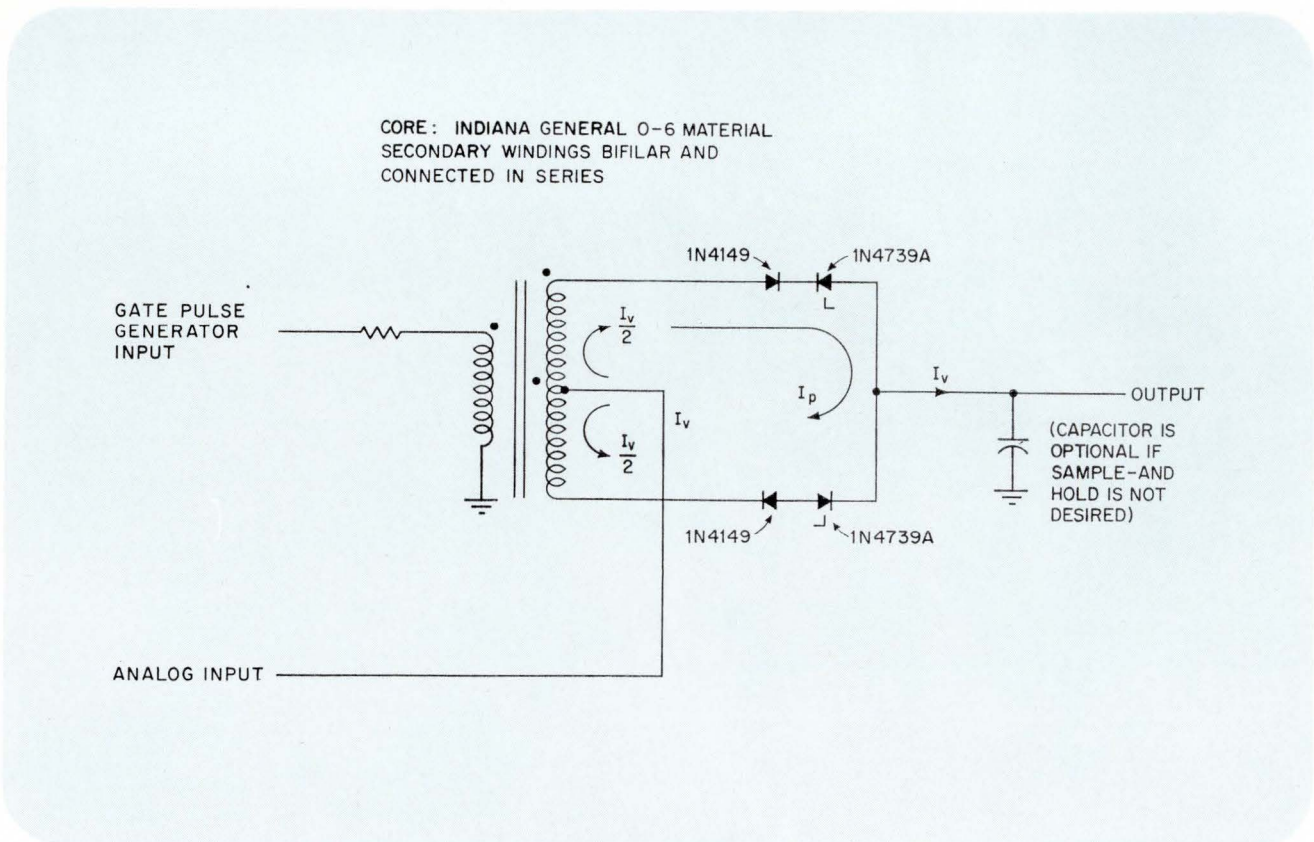 CORE: INDIANA GENERAL O-6 MATERIAL
SECONDARY WINDINGS BIFILAR AND
CONNECTED IN SERIES
1N4149
1N4739A
GATE PULSE
GENERATOR
INPUT
Iv
2
Ip
Iv
OUTPUT
Iv
Iv
2
(CAPACITOR IS
OPTIONAL IF
SAMPLE-AND
HOLD IS NOT
DESIRED)
1N4149
1N4739A
ANALOG INPUT